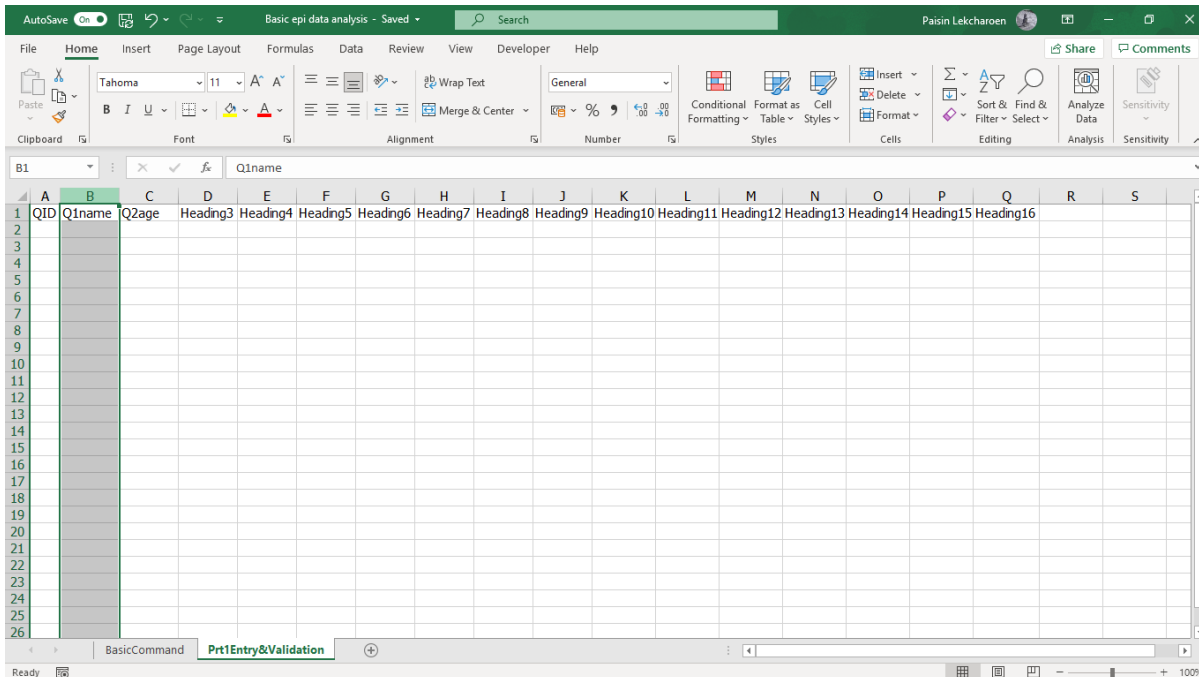 AutoSave On Basic epi data analysis - Saved Search Paisin Lekcharoen
File Home Insert Page Layout Formulas Data Review View Developer Help Share Comments
Paste Tahoma 11 A A Wrap Text General Conditional Formatting Format as Table Cell Styles Insert Delete Format Sort & Filter Find & Select Analyze Data Sensitivity
B I U A Merge & Center % 9
Clipboard Font Alignment Number Styles Cells Editing Analysis Sensitivity
B1 fx Q1name
A B C D E F G H I J K L M N O P Q R S
1 QID Q1name Q2age Heading3 Heading4 Heading5 Heading6 Heading7 Heading8 Heading9 Heading10 Heading11 Heading12 Heading13 Heading14 Heading15 Heading16
2
3
4
5
6
7
8
9
10
11
12
13
14
15
16
17
18
19
20
21
22
23
24
25
26
BasicCommand Prt1Entry&Validation
Ready 100%